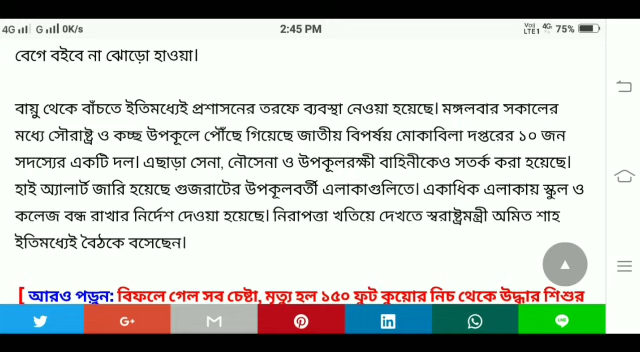 4G G 0K/s 2:45 PM Voı) LTE1 4G 75%
বেগে বইবে না ঝোড়ো হাওয়া।
বায়ু থেকে বাঁচতে ইতিমধ্যেই প্রশাসনের তরফে ব্যবস্থা নেওয়া হয়েছে। মঙ্গলবার সকালের
মধ্যে সৌরাষ্ট্র ও কচ্ছ উপকূলে পৌঁছে গিয়েছে জাতীয় বিপর্যয় মোকাবিলা দপ্তরের ১০ জন
সদস্যের একটি দল। এছাড়া সেনা, নৌসেনা ও উপকূলরক্ষী বাহিনীকেও সতর্ক করা হয়েছে।
হাই অ্যালার্ট জারি হয়েছে গুজরাটের উপকূলবর্তী এলাকাগুলিতে। একাধিক এলাকায় স্কুল ও
কলেজ বন্ধ রাখার নির্দেশ দেওয়া হয়েছে। নিরাপত্তা খতিয়ে দেখতে স্বরাষ্ট্রমন্ত্রী অমিত শাহ
ইতিমধ্যেই বৈঠকে বসেছেন।
[ আরও পড়ুন: বিফলে গেল সব চেষ্টা, মৃত্যু হল ১৫০ ফুট কুয়োর নিচ থেকে উদ্ধার শিশুর
G+ M in LINE